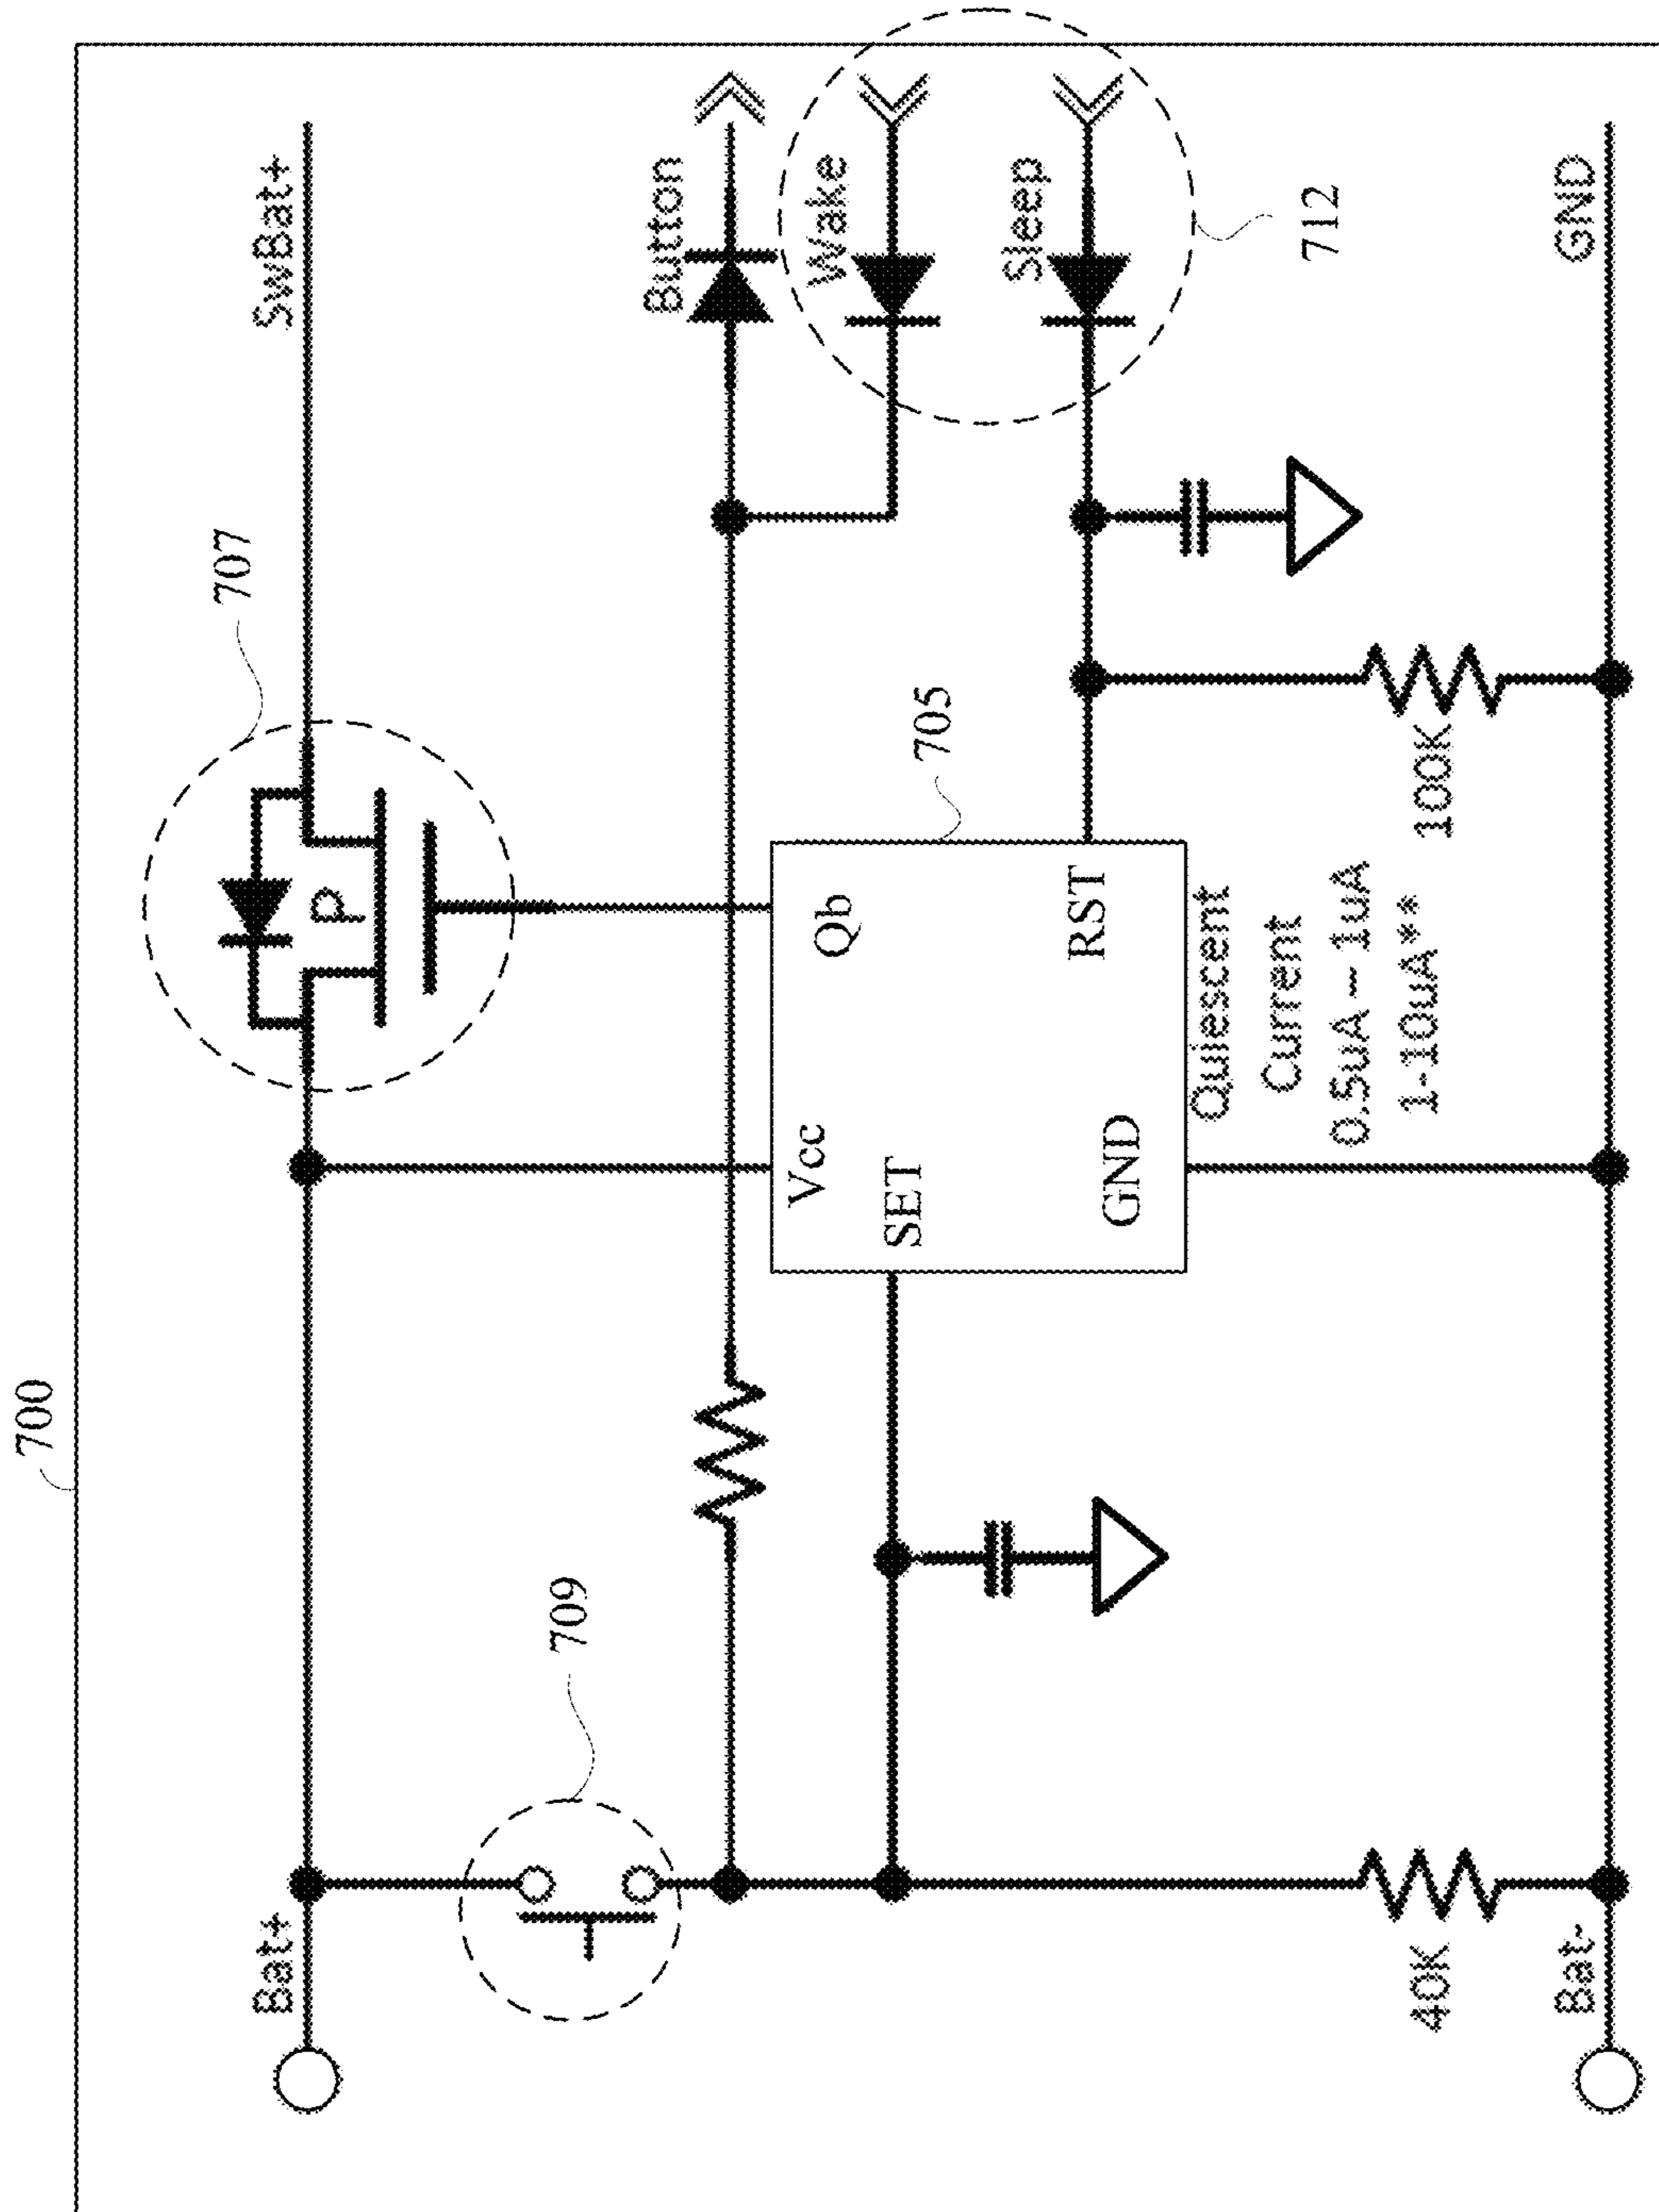 700
Bat+
SwBat+
707
709
P
Button
Wake
Sleep
712
705
Vcc
Qb
SET
GND
RST
Quiescent
Current
0.5uA – 1uA
1-10uA**
40K
100K
Bat-
GND